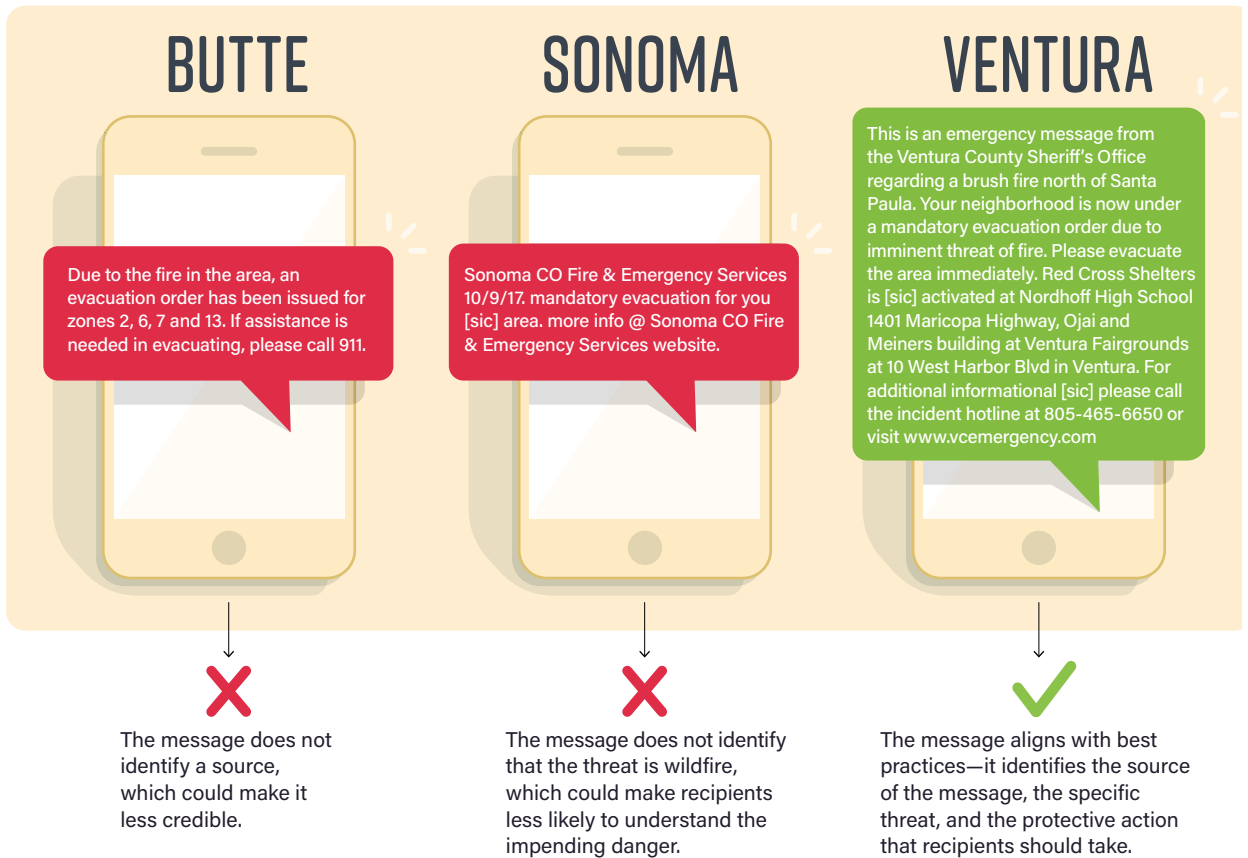 BUTTE
Due to the fire in the area, an
evacuation order has been issued for
zones 2, 6, 7 and 13. If assistance is
needed in evacuating, please call 911.
The message does not
identify a source,
which could make it
less credible.
SONOMA
Sonoma CO Fire & Emergency Services
10/9/17. mandatory evacuation for you
[sic] area. more info @ Sonoma CO Fire
& Emergency Services website.
The message does not identify
that the threat is wildfire,
which could make recipients
less likely to understand the
impending danger.
VENTURA
This is an emergency message from
the Ventura County Sheriff’s Office
regarding a brush fire north of Santa
Paula. Your neighborhood is now under
a mandatory evacuation order due to
imminent threat of fire. Please evacuate
the area immediately. Red Cross Shelters
is [sic] activated at Nordhoff High School
1401 Maricopa Highway, Ojai and
Meiners building at Ventura Fairgrounds
at 10 West Harbor Blvd in Ventura. For
additional informational [sic] please call
the incident hotline at 805-465-6650 or
visit www.vcemergency.com
The message aligns with best
practices—it identifies the source
of the message, the specific
threat, and the protective action
that recipients should take.